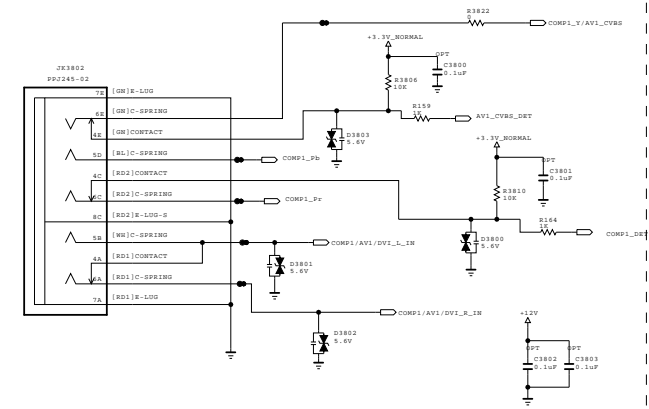 R3822
0
COMP1_Y/AV1_CVBS
+3.3V_NORMAL
OPT
C3800
0.1uF
R3806
10K
JK3802
PPJ245-02
7E [GN]E-LUG
6E [GN]C-SPRING
4E [GN]CONTACT
5D [BL]C-SPRING
4C [RD2]CONTACT
5C [RD2]C-SPRING
8C [RD2]E-LUG-S
5B [WH]C-SPRING
4A [RD1]CONTACT
6A [RD1]C-SPRING
7A [RD1]E-LUG
R159
1K
AV1_CVBS_DET
D3803
5.6V
COMP1_Pb
+3.3V_NORMAL
OPT
C3801
0.1uF
R3810
10K
COMP1_Pr
R164
1K
COMP1_DET
D3800
5.6V
COMP1/AV1/DVI_L_IN
D3801
5.6V
COMP1/AV1/DVI_R_IN
D3802
5.6V
+12V
OPT OPT
C3802 C3803
0.1uF 0.1uF